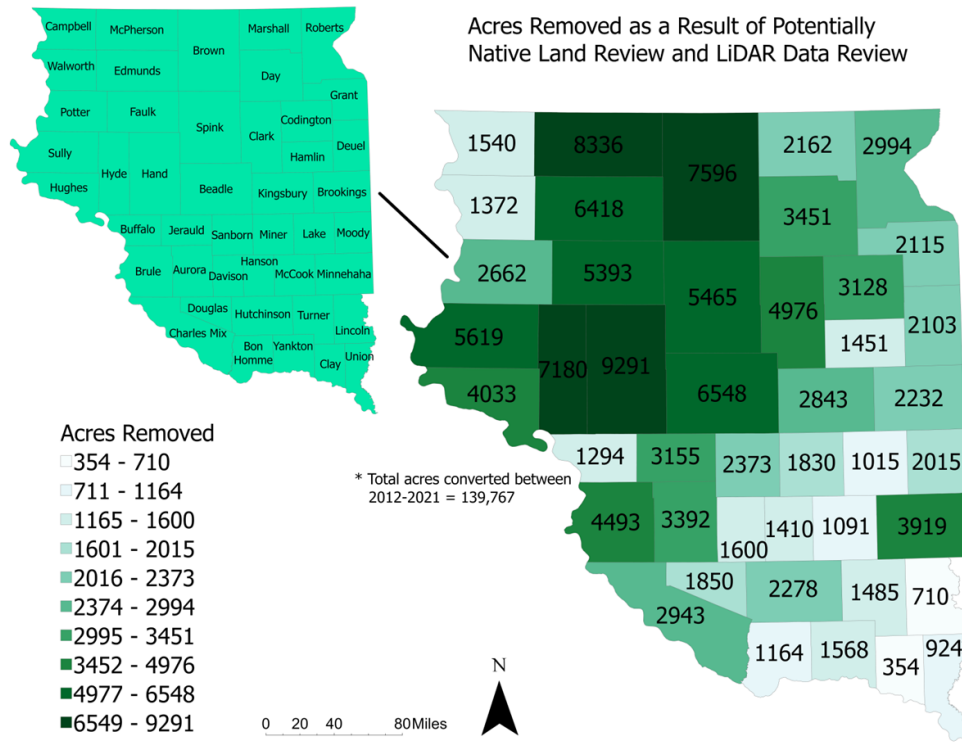 Acres Removed as a Result of Potentially
Native Land Review and LiDAR Data Review
Campbell
McPherson
Brown
Marshall
Roberts
Walworth
Edmunds
Day
Grant
Potter
Faulk
Spink
Clark
Codington
Sully
Hyde
Hand
Hamlin
Deuel
Hughes
Beadle
Kingsbury
Brookings
Buffalo
Jerauld
Sanborn
Miner
Lake
Moody
Brule
Aurora
Davison
Hanson
McCook
Minnehaha
Douglas
Charles Mix
Hutchinson
Turner
Lincoln
Bon
Homme
Yankton
Clay
Union
1540
8336
7596
2162
2994
1372
6418
3451
2115
2662
5393
5465
4976
3128
2103
5619
7180
9291
1451
4033
6548
2843
2232
1294
3155
2373
1830
1015
2015
4493
3392
1600
1410
1091
3919
1850
2278
1485
710
2943
1164
1568
354
924
Acres Removed
354 - 710
711 - 1164
1165 - 1600
1601 - 2015
2016 - 2373
2374 - 2994
2995 - 3451
3452 - 4976
4977 - 6548
6549 - 9291
* Total acres converted between
2012-2021 = 139,767
N
0 20 40 80 Miles